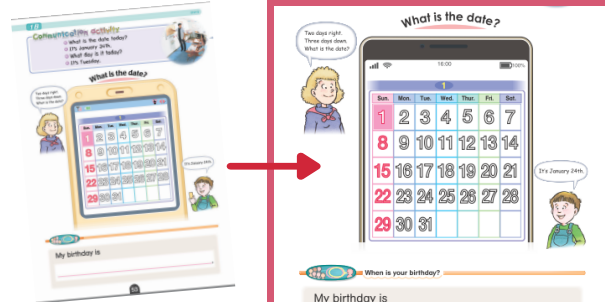 Communication activity
What is the date today?
It's January 24th.
What day is it today?
It's Tuesday.
What is the date?
Two days right.
Three days down.
What is the date?
Sun. Mon. Tue. Wed. Thur. Fri. Sat.
1 2 3 4 5 6 7
8 9 10 11 12 13 14
15 16 17 18 19 20 21
22 23 24 25 26 27 28
29 30 31
It's January 24th.
My birthday is
What is the date?
Two days right.
Three days down.
What is the date?
16:00
100%
1
Sun. Mon. Tue. Wed. Thur. Fri. Sat.
1 2 3 4 5 6 7
8 9 10 11 12 13 14
15 16 17 18 19 20 21
22 23 24 25 26 27 28
29 30 31
It's January 24th.
When is your birthday?
My birthday is